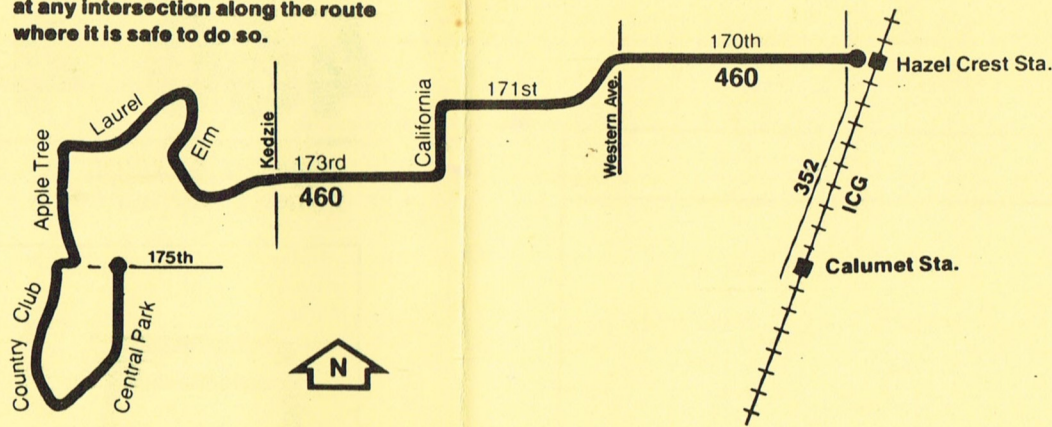 at any intersection along the route
where it is safe to do so.
170th
460
Hazel Crest Sta.
Laurel
Elm
Kedzie
California
171st
Western Ave.
Apple Tree
173rd
460
352
ICG
175th
Calumet Sta.
Country Club
Central Park
N